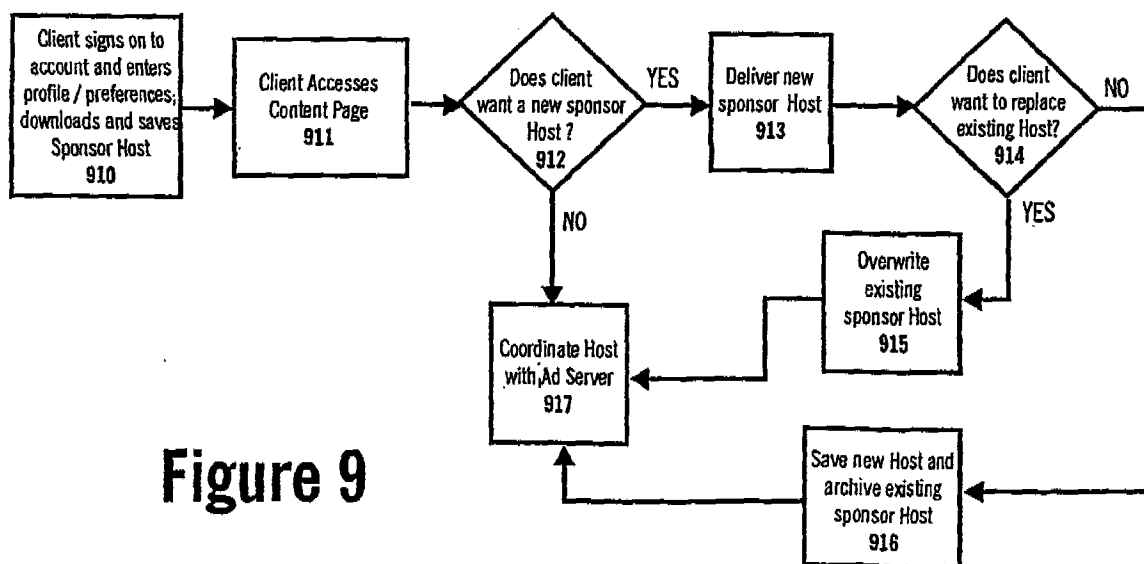 Client signs on to
account and enters
profile / preferences;
downloads and saves
Sponsor Host
910
Client Accesses
Content Page
911
Does client
want a new sponsor
Host ?
912
YES
NO
Deliver new
sponsor Host
913
Does client
want to replace
existing Host?
914
NO
YES
Overwrite
existing
sponsor Host
915
Coordinate Host
with Ad Server
917
Save new Host and
archive existing
sponsor Host
916
Figure 9